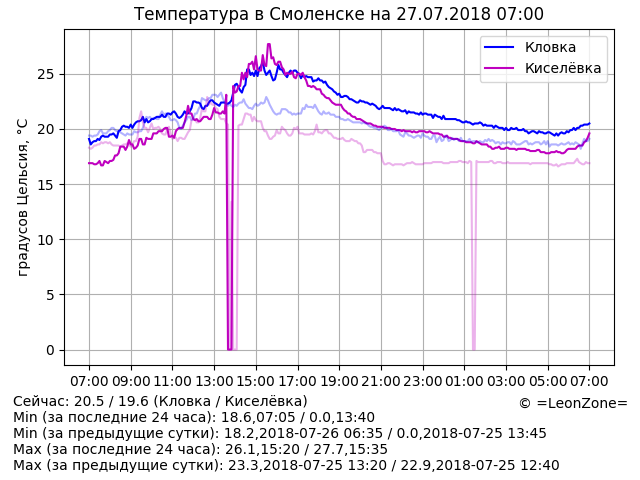 Температура в Смоленске на 27.07.2018 07:00
Кловка
Киселёвка
градусов Цельсия, °C
25
20
15
10
5
0
07:00 09:00 11:00 13:00 15:00 17:00 19:00 21:00 23:00 01:00 03:00 05:00 07:00
Сейчас: 20.5 / 19.6 (Кловка / Киселёвка)
© =LeonZone=
Min (за последние 24 часа): 18.6,07:05 / 0.0,13:40
Min (за предыдущие сутки): 18.2,2018-07-26 06:35 / 0.0,2018-07-25 13:45
Max (за последние 24 часа): 26.1,15:20 / 27.7,15:35
Max (за предыдущие сутки): 23.3,2018-07-25 13:20 / 22.9,2018-07-25 12:40